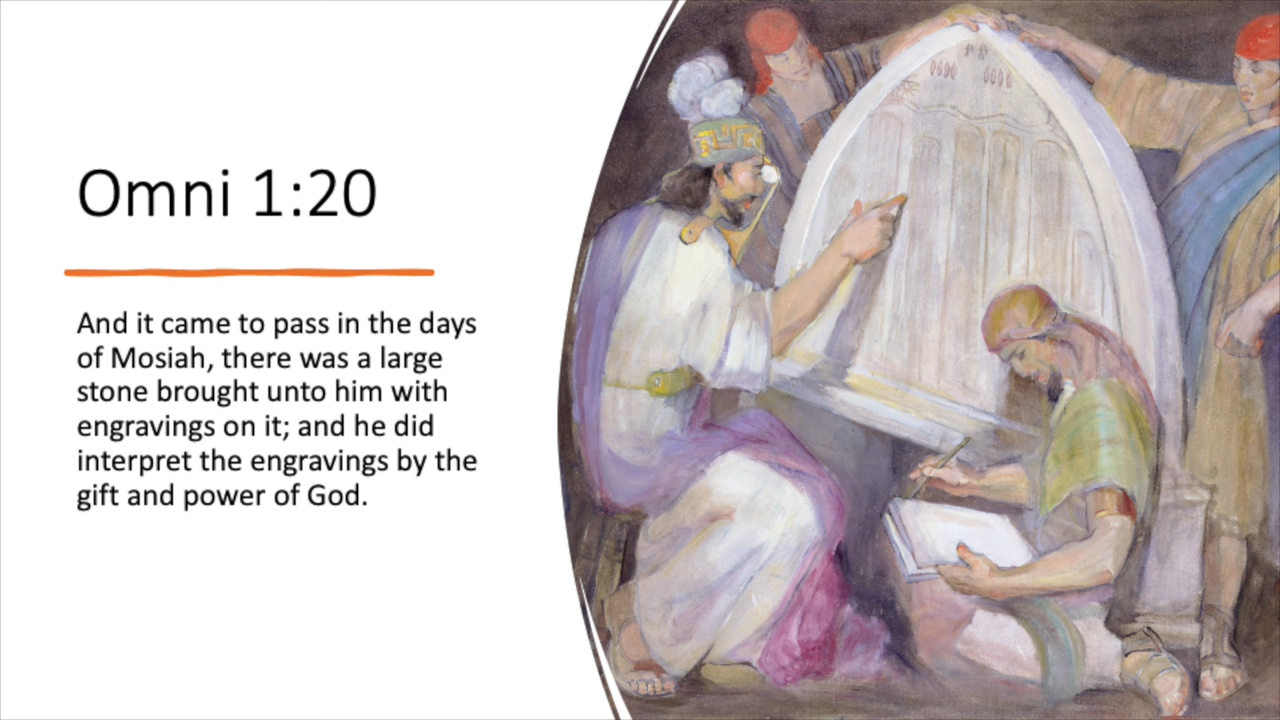 Omni 1:20
And it came to pass in the days
of Mosiah, there was a large
stone brought unto him with
engravings on it; and he did
interpret the engravings by the
gift and power of God.